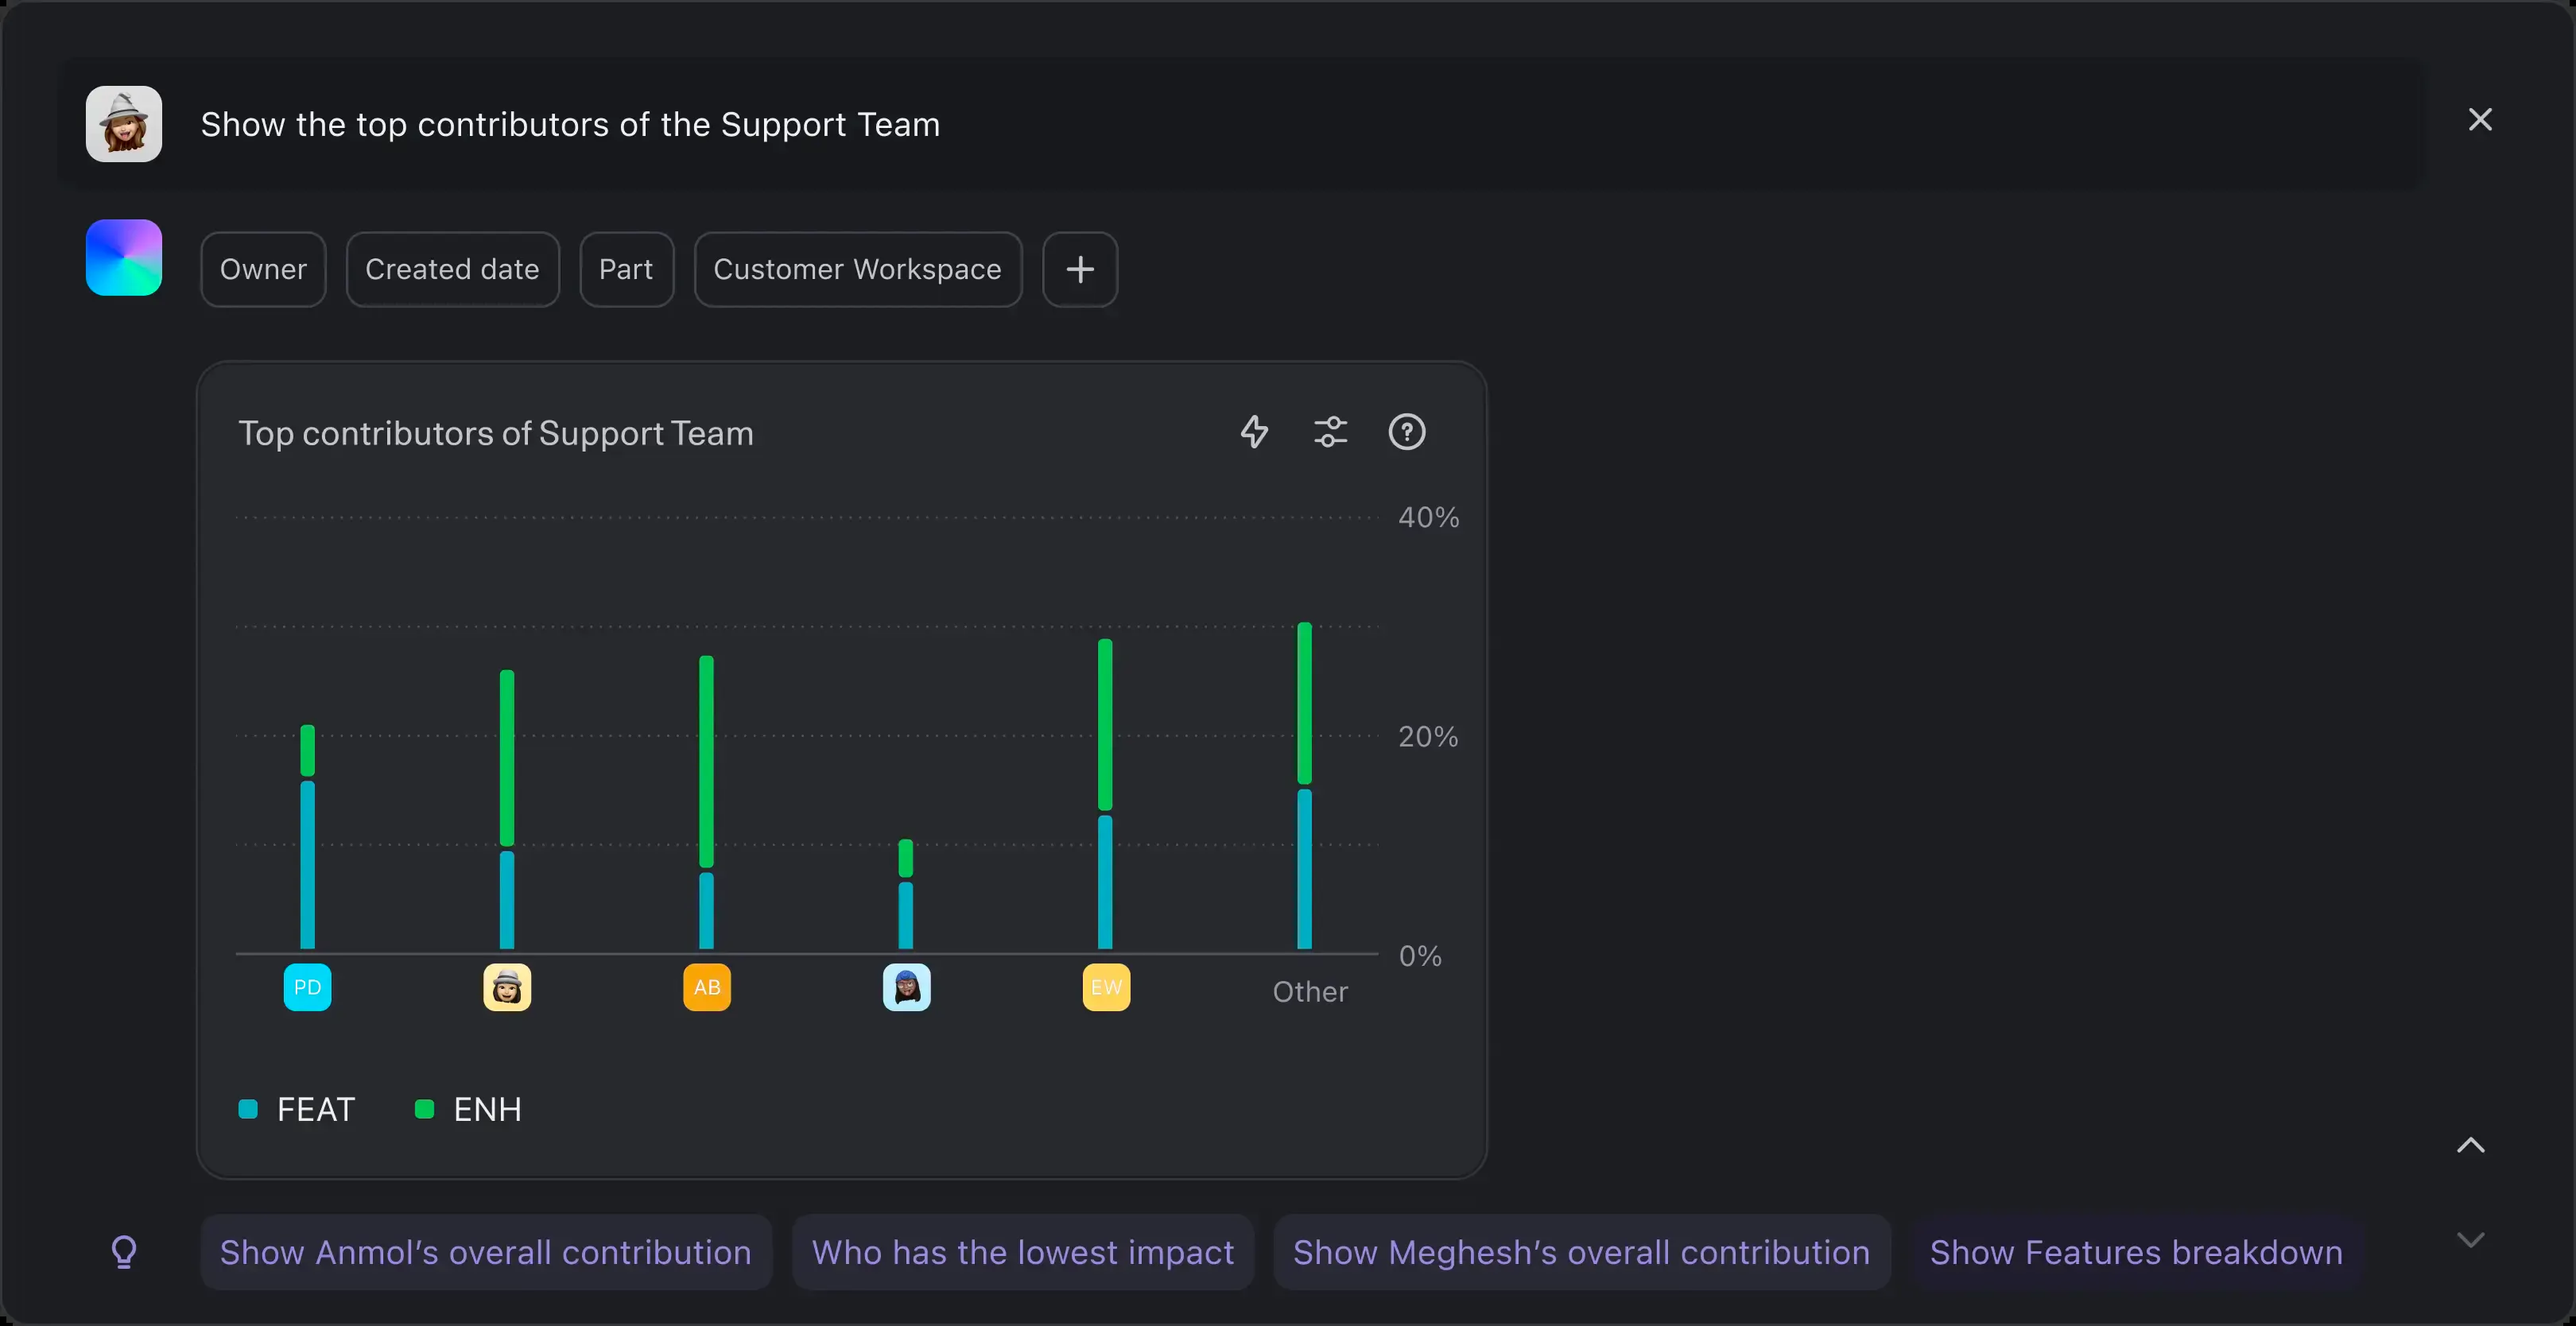 Show the top contributors of the Support Team
Owner Created date Part Customer Workspace +
Top contributors of Support Team
40%
20%
0%
PD AB EW Other
FEAT ENH
Show Anmol’s overall contribution Who has the lowest impact Show Meghesh’s overall contribution Show Features breakdown